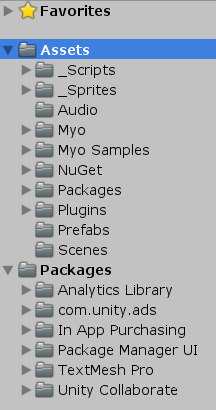 Favorites
Assets
_Scripts
_Sprites
Audio
Myo
Myo Samples
NuGet
Packages
Plugins
Prefabs
Scenes
Packages
Analytics Library
com.unity.ads
In App Purchasing
Package Manager UI
TextMesh Pro
Unity Collaborate